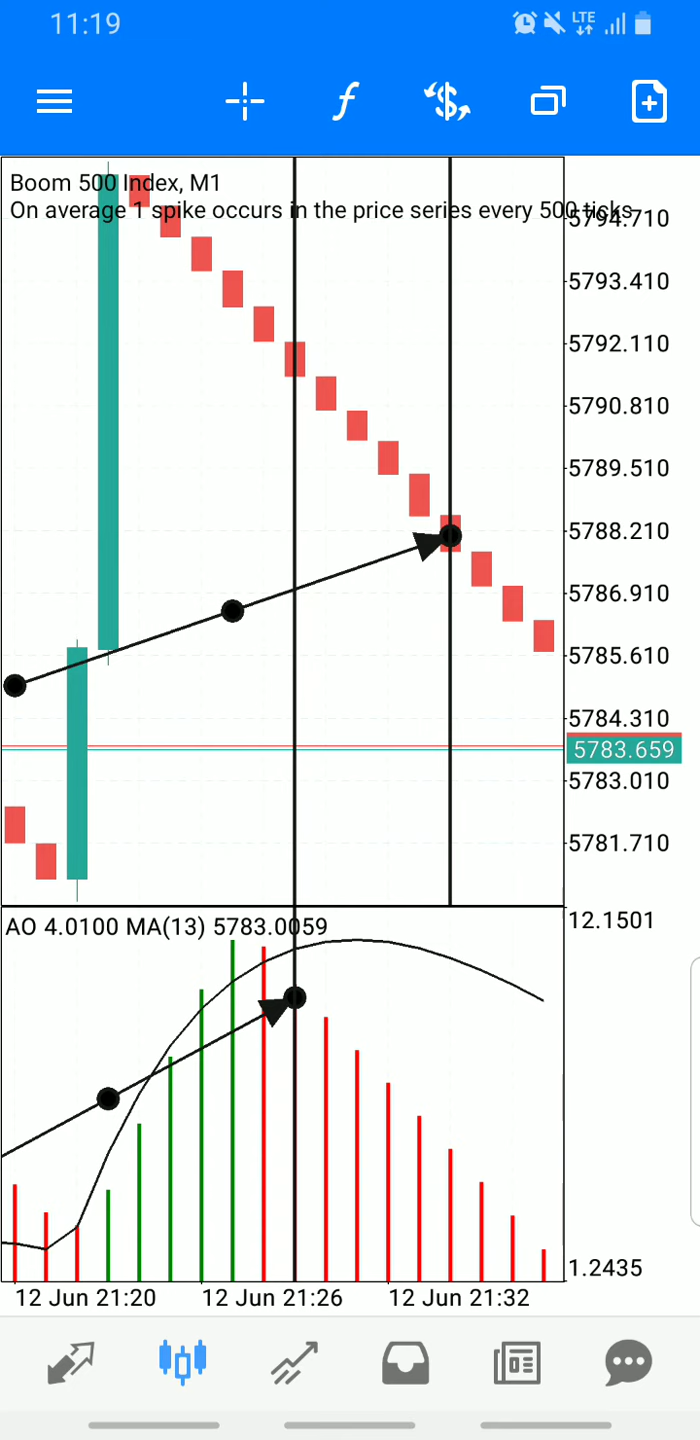 11:19
LTE
Boom 500 Index, M1
On average 1 spike occurs in the price series every 500 ticks
5794.710
5793.410
5792.110
5790.810
5789.510
5788.210
5786.910
5785.610
5784.310
5783.659
5783.010
5781.710
AO 4.0100 MA(13) 5783.0059
12.1501
1.2435
12 Jun 21:20
12 Jun 21:26
12 Jun 21:32